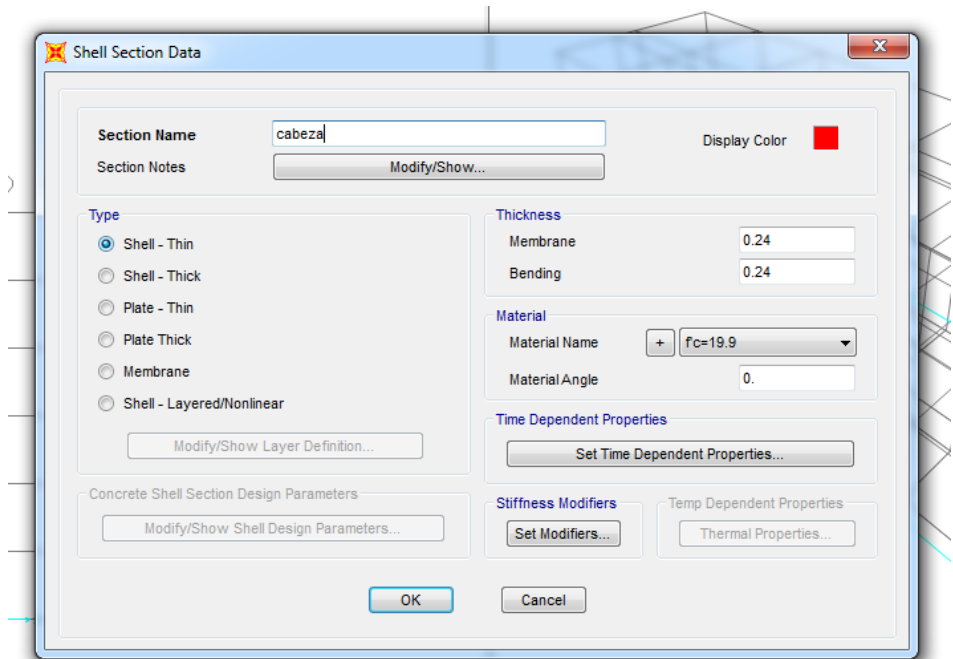 Shell Section Data
x
Section Name cabeza Display Color
Section Notes Modify/Show...
Type
Shell - Thin
Shell - Thick
Plate - Thin
Plate Thick
Membrane
Shell - Layered/Nonlinear
Modify/Show Layer Definition...
Concrete Shell Section Design Parameters
Modify/Show Shell Design Parameters...
Thickness
Membrane 0.24
Bending 0.24
Material
Material Name + f'c=19.9
Material Angle 0.
Time Dependent Properties
Set Time Dependent Properties...
Stiffness Modifiers
Set Modifiers...
Temp Dependent Properties
Thermal Properties...
OK Cancel